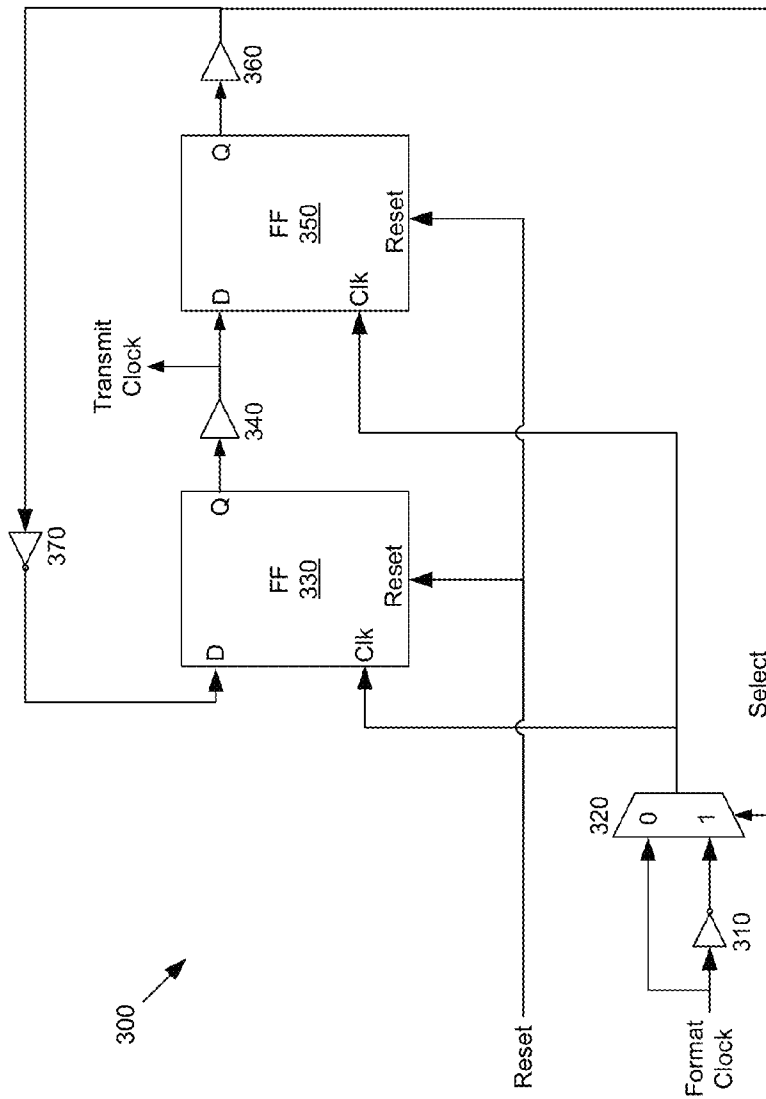 300
370
Transmit
Clock
D
Q
FF
330
Clk
Reset
340
D
Q
FF
350
Clk
Reset
360
Reset
Format
Clock
310
320
0
1
Select